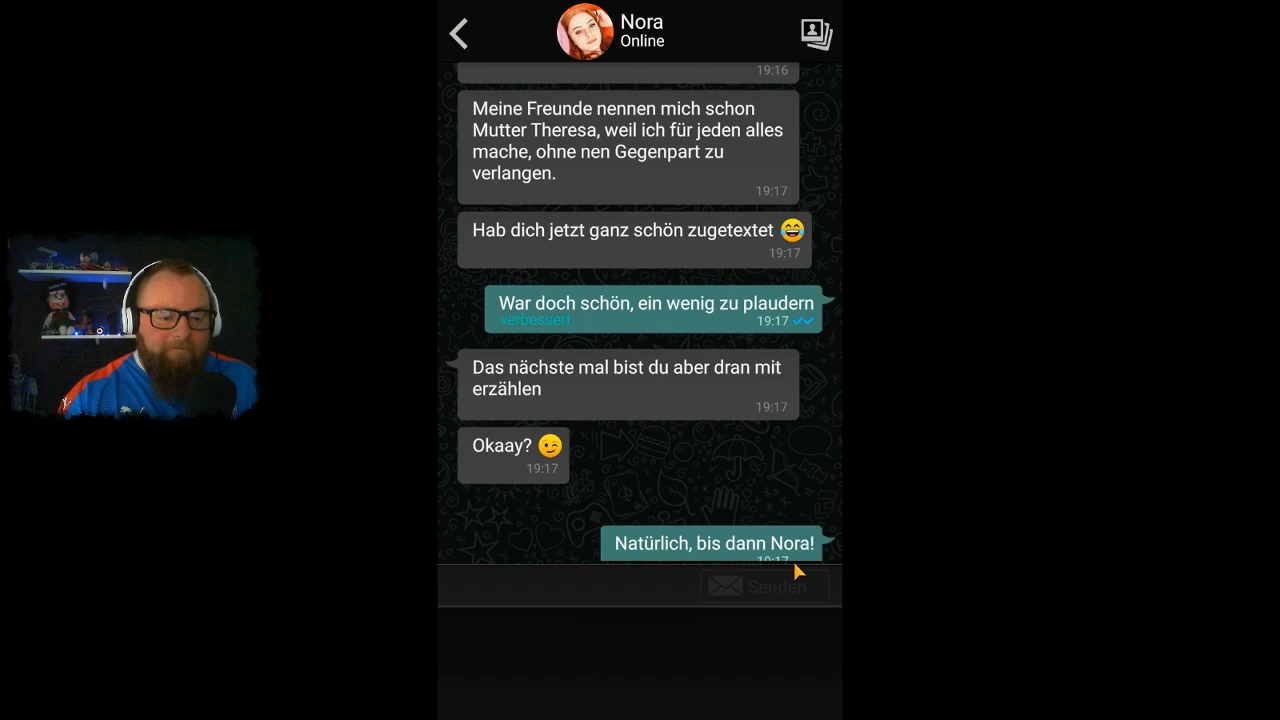 Nora
Online
19:16
Meine Freunde nennen mich schon
Mutter Theresa, weil ich für jeden alles
mache, ohne nen Gegenpart zu
verlangen.
19:17
Hab dich jetzt ganz schön zugetextet 😂
19:17
War doch schön, ein wenig zu plaudern
verbessert 19:17
Das nächste mal bist du aber dran mit
erzählen
19:17
Okaay? 😉
19:17
Natürlich, bis dann Nora!
19:17
Senden